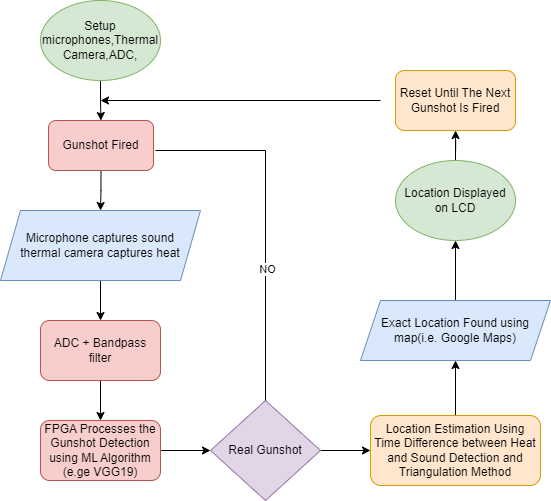 Setup
microphones,Thermal
Camera,ADC,
Reset Until The Next
Gunshot Is Fired
Gunshot Fired
Location Displayed
on LCD
Microphone captures sound
thermal camera captures heat
NO
Exact Location Found using
map(i.e. Google Maps)
ADC + Bandpass
filter
FPGA Processes the
Gunshot Detection
using ML Algorithm
(e.ge VGG19)
Real Gunshot
Location Estimation Using
Time Difference between Heat
and Sound Detection and
Triangulation Method